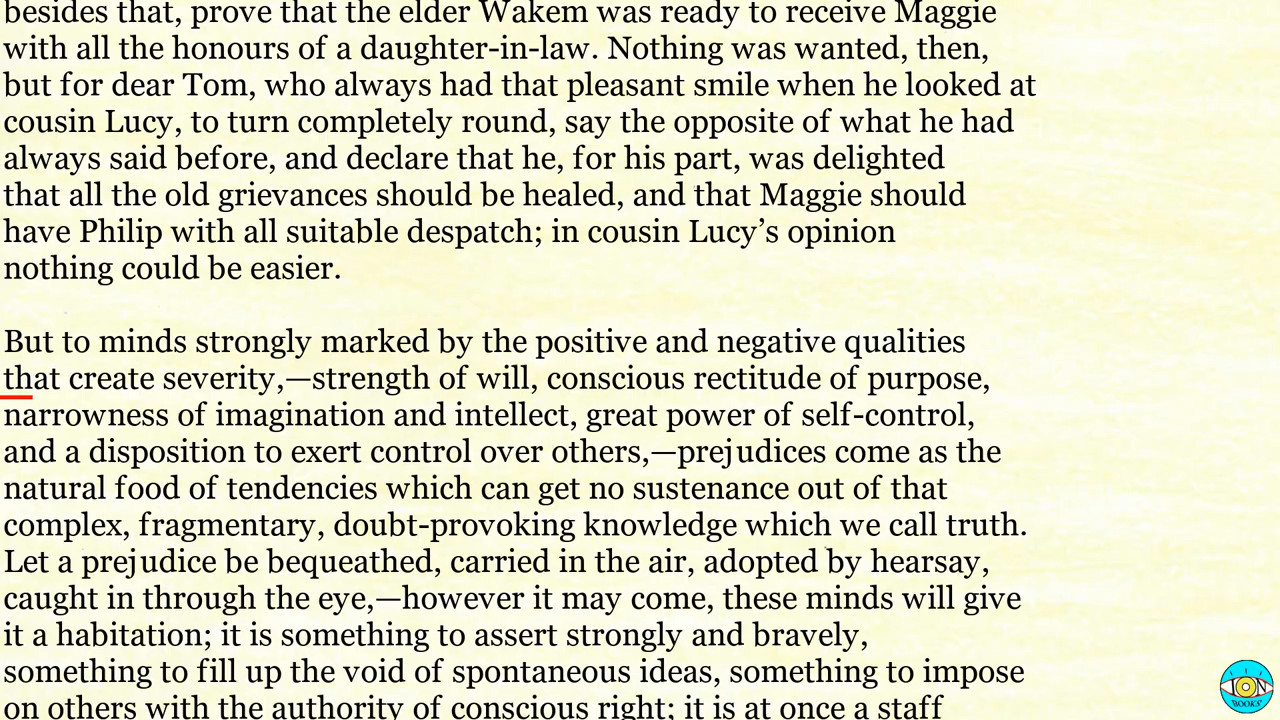 besides that, prove that the elder Wakem was ready to receive Maggie
with all the honours of a daughter-in-law. Nothing was wanted, then,
but for dear Tom, who always had that pleasant smile when he looked at
cousin Lucy, to turn completely round, say the opposite of what he had
always said before, and declare that he, for his part, was delighted
that all the old grievances should be healed, and that Maggie should
have Philip with all suitable despatch; in cousin Lucy’s opinion
nothing could be easier.
But to minds strongly marked by the positive and negative qualities
that create severity,—strength of will, conscious rectitude of purpose,
narrowness of imagination and intellect, great power of self-control,
and a disposition to exert control over others,—prejudices come as the
natural food of tendencies which can get no sustenance out of that
complex, fragmentary, doubt-provoking knowledge which we call truth.
Let a prejudice be bequeathed, carried in the air, adopted by hearsay,
caught in through the eye,—however it may come, these minds will give
it a habitation; it is something to assert strongly and bravely,
something to fill up the void of spontaneous ideas, something to impose
on others with the authority of conscious right; it is at once a staff
ION
BOOKS